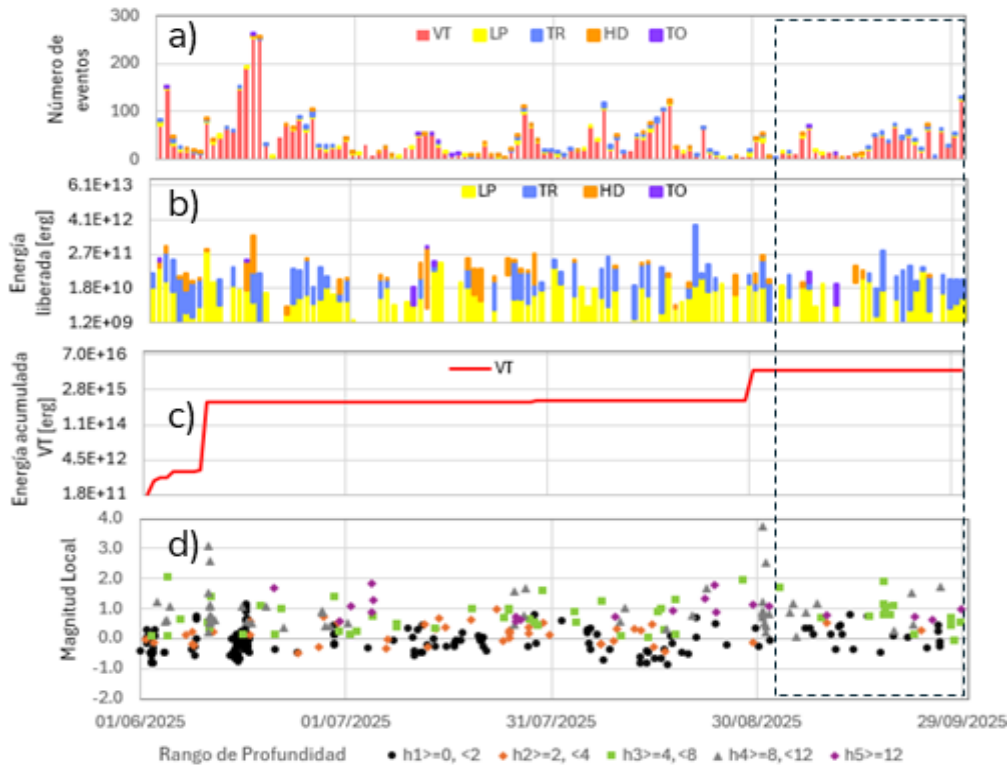 a)
VT LP TR HD TO
Número de
eventos
300
200
100
0
b)
LP TR HD TO
Energía
liberada [erg]
6.1E+13
4.1E+12
2.7E+11
1.8E+10
1.2E+09
c)
VT
Energía acumulada
VT [erg]
7.0E+16
2.8E+15
1.1E+14
4.5E+12
1.8E+11
d)
Magnitud Local
4.0
3.0
2.0
1.0
0.0
-1.0
-2.0
01/06/2025 01/07/2025 31/07/2025 30/08/2025 29/09/2025
Rango de Profundidad h1>=0, <2 h2>=2, <4 h3>=4, <8 h4>=8, <12 h5>=12